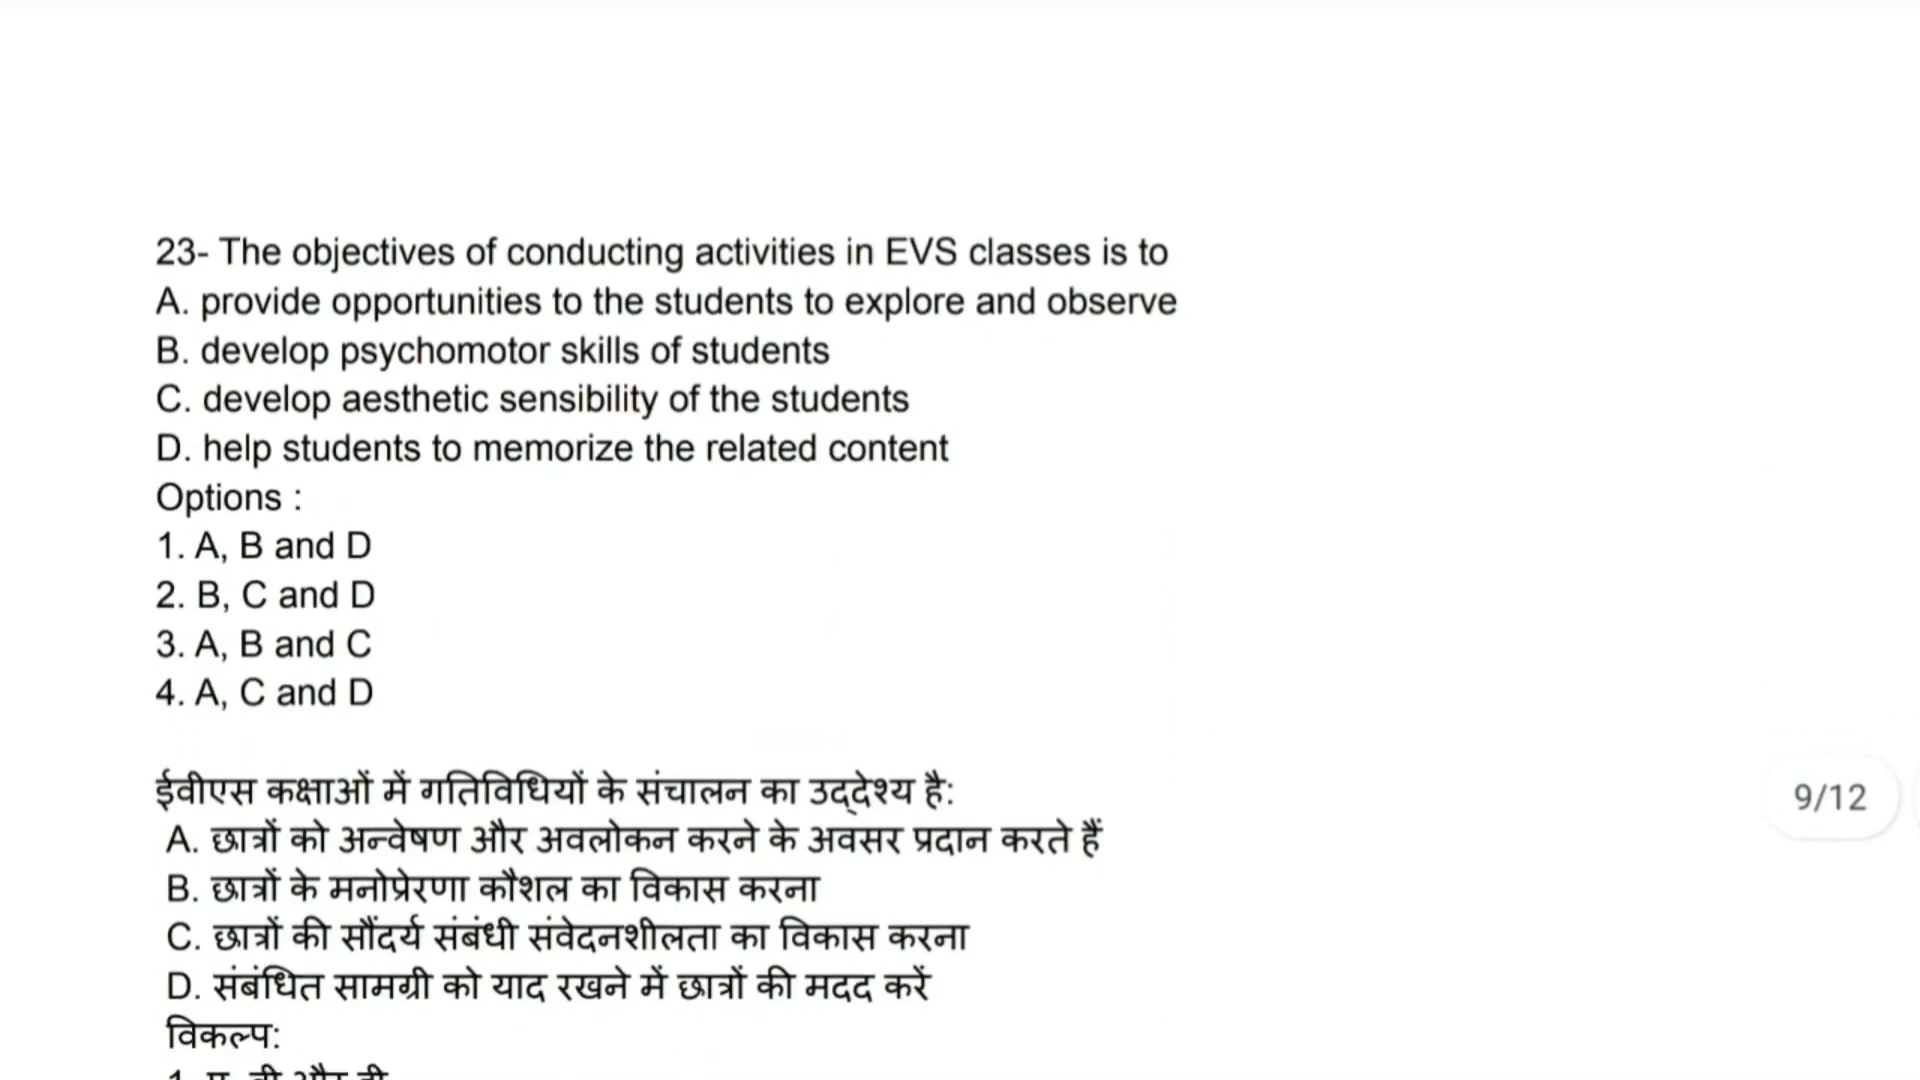 23- The objectives of conducting activities in EVS classes is to
A. provide opportunities to the students to explore and observe
B. develop psychomotor skills of students
C. develop aesthetic sensibility of the students
D. help students to memorize the related content
Options :
1. A, B and D
2. B, C and D
3. A, B and C
4. A, C and D
ईवीएस कक्षाओं में गतिविधियों के संचालन का उद्देश्य है:
9/12
A. छात्रों को अन्वेषण और अवलोकन करने के अवसर प्रदान करते हैं
B. छात्रों के मनोप्रेरणा कौशल का विकास करना
C. छात्रों की सौंदर्य संबंधी संवेदनशीलता का विकास करना
D. संबंधित सामग्री को याद रखने में छात्रों की मदद करें
विकल्प: